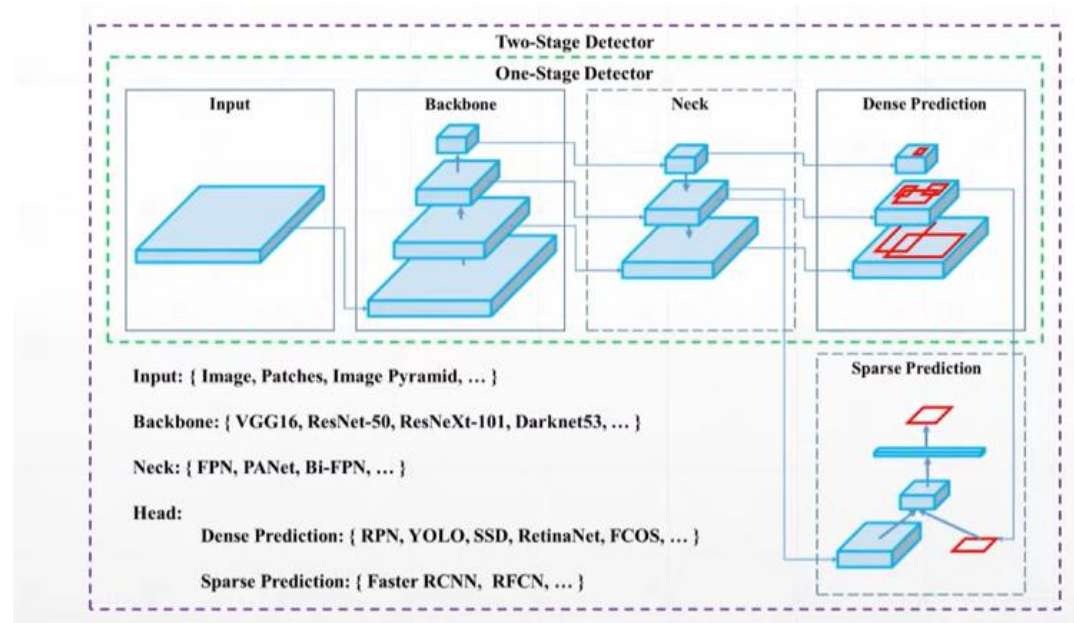 Two-Stage Detector
One-Stage Detector
Input
Backbone
Neck
Dense Prediction
Sparse Prediction
Input: { Image, Patches, Image Pyramid, ... }
Backbone: { VGG16, ResNet-50, ResNeXt-101, Darknet53, ... }
Neck: { FPN, PANet, Bi-FPN, ... }
Head:
Dense Prediction: { RPN, YOLO, SSD, RetinaNet, FCOS, ... }
Sparse Prediction: { Faster RCNN, RFCN, ... }